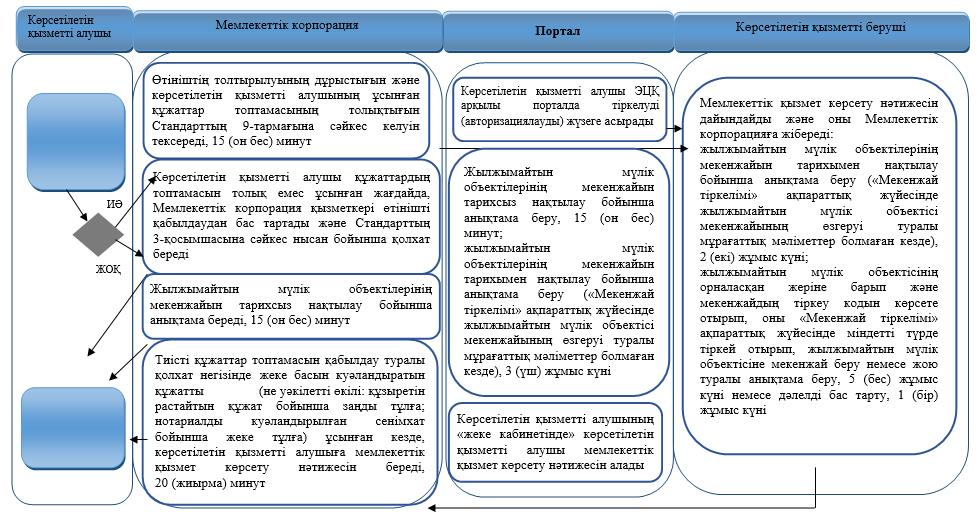 Көрсетілетін
қызметті алушы
Мемлекеттік корпорация
Портал
Көрсетілетін қызметті беруші
ИӘ
ЖОҚ
Өтініштің толтырылуының дұрыстығын және
көрсетілетін қызметті алушының ұсынған
құжаттар топтамасының толықтығын
Стандарттың 9-тармағына сәйкес келуін
тексереді, 15 (он бес) минут
Көрсетілетін қызметті алушы құжаттардың
топтамасын толық емес ұсынған жағдайда,
Мемлекеттік корпорация қызметкері өтінішті
қабылдаудан бас тартады және Стандарттың
3-қосымшасына сәйкес нысан бойынша қолхат
береді
Жылжымайтын мүлік объектілерінің
мекенжайын тарихсыз нақтылау бойынша
анықтама береді, 15 (он бес) минут
Тиісті құжаттар топтамасын қабылдау туралы
қолхат негізінде жеке басын куәландыратын
құжатты (не уәкілетті өкілі: құзыретін
растайтын құжат бойынша заңды тұлға;
нотариалды куәландырылған сенімхат
бойынша жеке тұлға) ұсынған кезде,
көрсетілетін қызметті алушыға мемлекеттік
қызмет көрсету нәтижесін береді,
20 (жиырма) минут
Көрсетілетін қызметті алушы ЭЦҚ
арқылы порталда тіркелуді
(авторизациялауды) жүзеге асырады
Жылжымайтын мүлік
объектілерінің мекенжайын
тарихсыз нақтылау бойынша
анықтама беру, 15 (он бес)
минут;
жылжымайтын мүлік
объектілерінің мекенжайын
тарихымен нақтылау бойынша
анықтама беру («Мекенжай
тіркелімі» ақпараттық жүйесінде
жылжымайтын мүлік объектісі
мекенжайының өзгеруі туралы
мұрағаттық мәліметтер болмаған
кезде), 3 (үш) жұмыс күні
Көрсетілетін қызметті алушының
«жеке кабинетінде» көрсетілетін
қызметті алушы мемлекеттік
қызмет көрсету нәтижесін алады
Мемлекеттік қызмет көрсету нәтижесін
дайындайды және оны Мемлекеттік
корпорацияға жібереді:
жылжымайтын мүлік объектілерінің
мекенжайын тарихымен нақтылау
бойынша анықтама беру («Мекенжай
тіркелімі» ақпараттық жүйесінде
жылжымайтын мүлік объектісі
мекенжайының өзгеруі туралы
мұрағаттық мәліметтер болмаған кезде),
2 (екі) жұмыс күні;
жылжымайтын мүлік объектісінің
орналасқан жеріне барып және
мекенжайдың тіркеу кодын көрсете
отырып, оны «Мекенжай тіркелімі»
ақпараттық жүйесінде міндетті түрде
тіркей отырып, жылжымайтын мүлік
объектісіне мекенжай беру немесе жою
туралы анықтама беру, 5 (бес) жұмыс
күні немесе дәлелді бас тарту, 1 (бір)
жұмыс күні